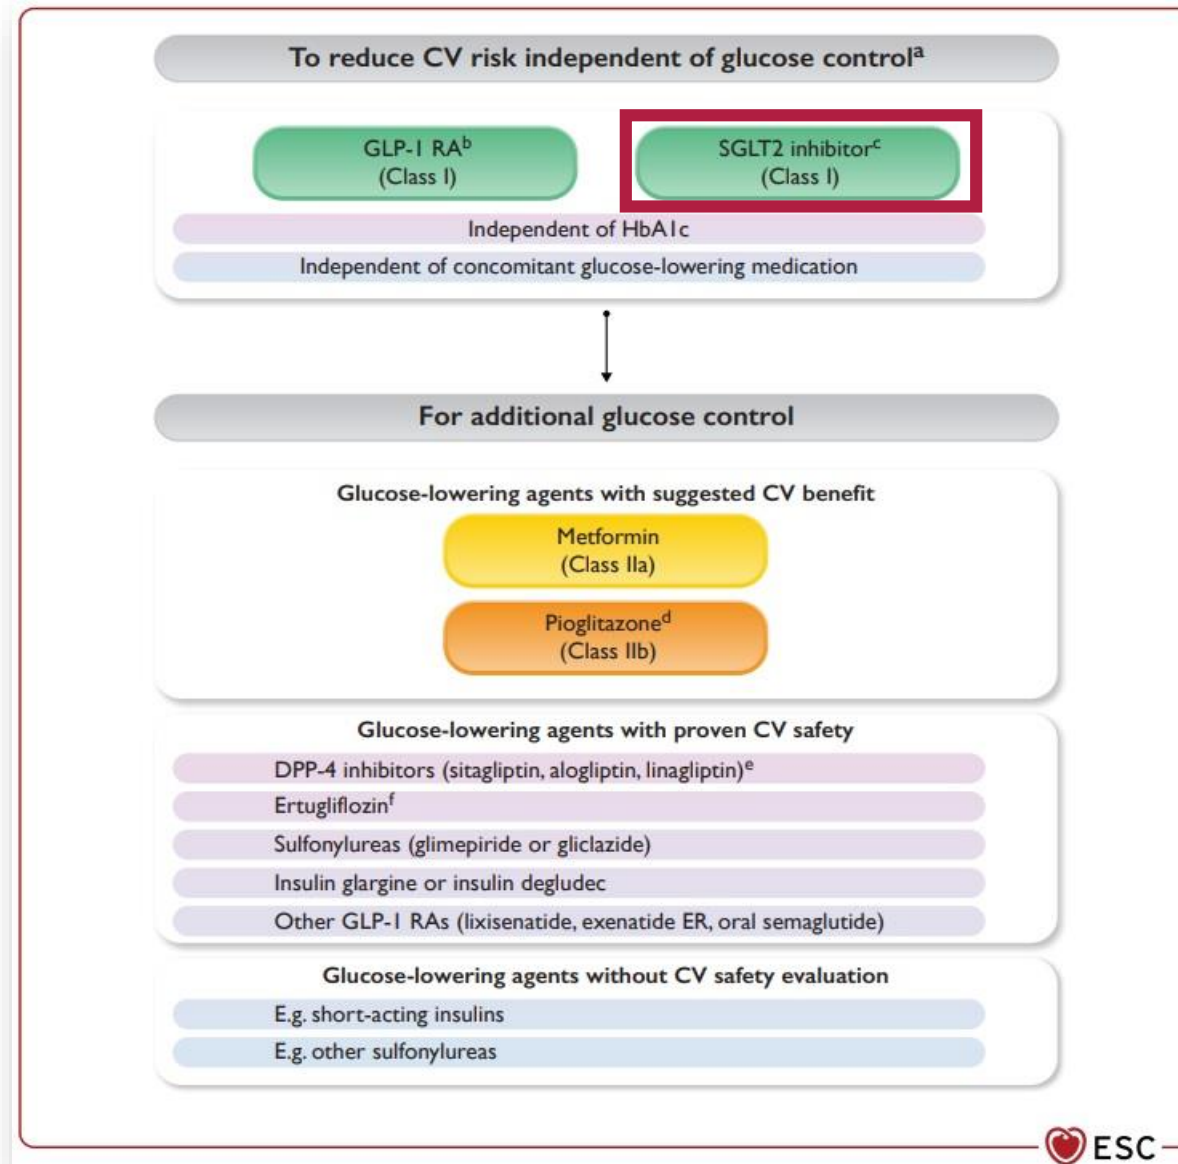 To reduce CV risk independent of glucose controlᵃ
GLP-1 RAᵇ
(Class I)
SGLT2 inhibitorᶜ
(Class I)
Independent of HbA1c
Independent of concomitant glucose-lowering medication
For additional glucose control
Glucose-lowering agents with suggested CV benefit
Metformin
(Class IIa)
Pioglitazoneᵈ
(Class IIb)
Glucose-lowering agents with proven CV safety
DPP-4 inhibitors (sitagliptin, alogliptin, linagliptin)ᵉ
Ertugliflozinᶠ
Sulfonylureas (glimepiride or gliclazide)
Insulin glargine or insulin degludec
Other GLP-1 RAs (lixisenatide, exenatide ER, oral semaglutide)
Glucose-lowering agents without CV safety evaluation
E.g. short-acting insulins
E.g. other sulfonylureas
ESC